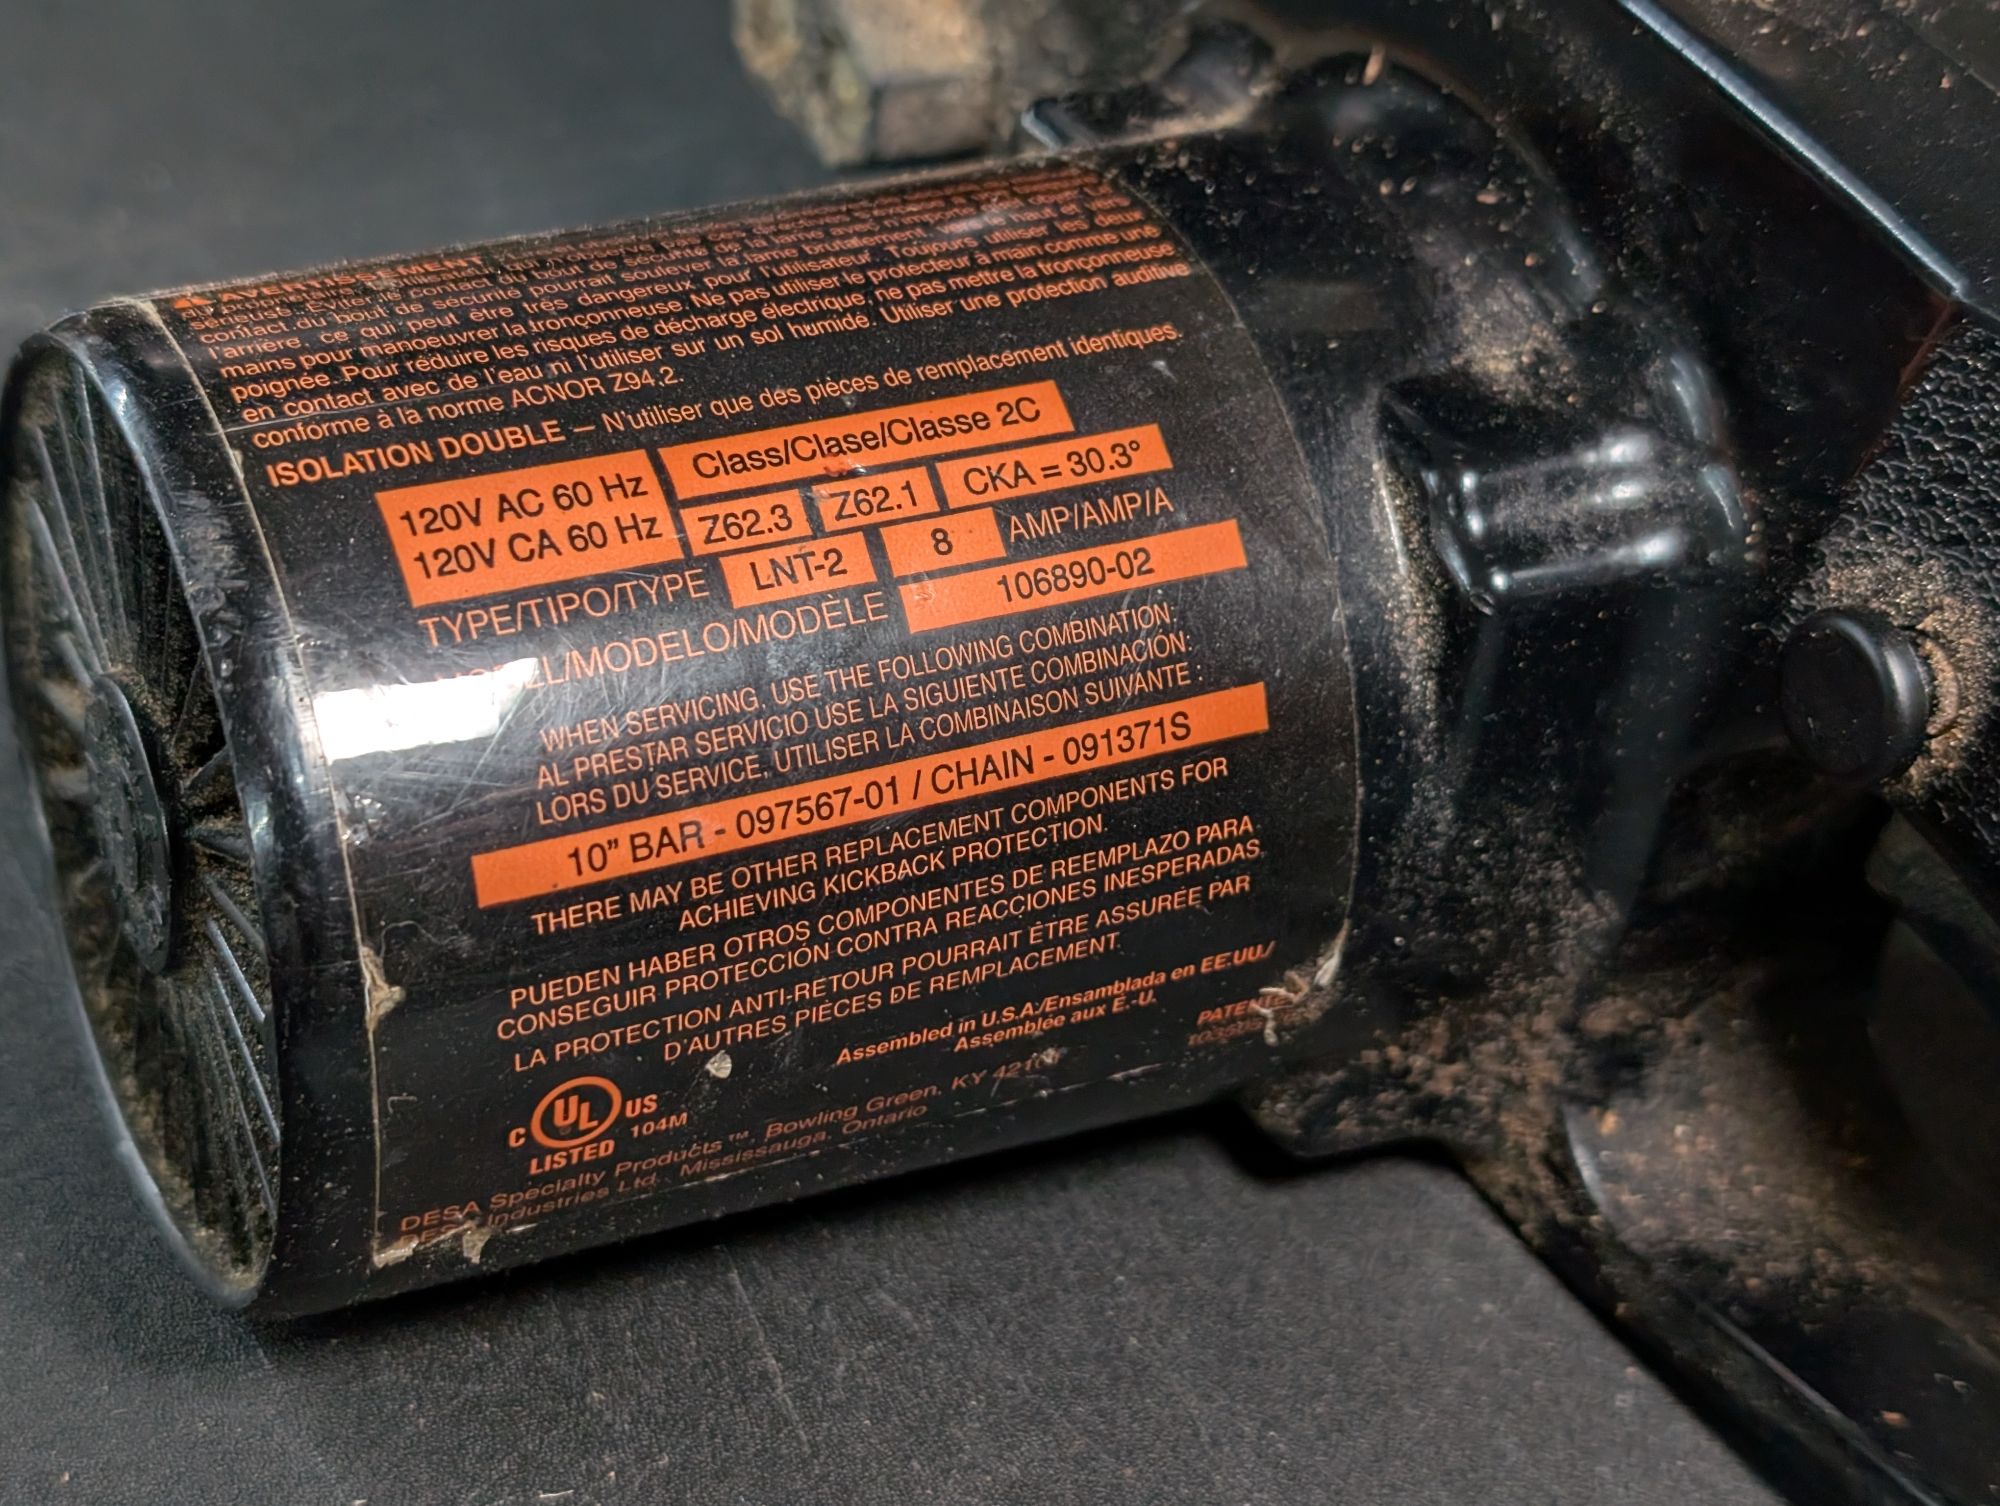 AVERTISSEMENT
sécurité pourrait soulever la lame brutalement, vers le haut et
l'arrière, ce qui peut être très dangereux pour l'utilisateur. Toujours utiliser les deux
mains pour manoeuvrer la tronçonneuse. Ne pas utiliser le protecteur à main comme une
poignée. Pour réduire les risques de décharge électrique, ne pas mettre la tronçonneuse
en contact avec de l'eau ni l'utiliser sur un sol humide. Utiliser une protection auditive
conforme à la norme ACNOR Z94.2.
ISOLATION DOUBLE – N'utiliser que des pièces de remplacement identiques.
120V AC 60 Hz Class/Clase/Classe 2C
120V CA 60 Hz Z62.3 Z62.1 CKA = 30.3°
TYPE/TIPO/TYPE LNT-2 8 AMP/AMP/A
/MODELO/MODÈLE 106890-02
WHEN SERVICING, USE THE FOLLOWING COMBINATION:
AL PRESTAR SERVICIO USE LA SIGUIENTE COMBINACIÓN:
LORS DU SERVICE, UTILISER LA COMBINAISON SUIVANTE :
10" BAR - 097567-01 / CHAIN - 091371S
THERE MAY BE OTHER REPLACEMENT COMPONENTS FOR
ACHIEVING KICKBACK PROTECTION.
PUEDEN HABER OTROS COMPONENTES DE REEMPLAZO PARA
CONSEGUIR PROTECCIÓN CONTRA REACCIONES INESPERADAS.
LA PROTECTION ANTI-RETOUR POURRAIT ÊTRE ASSURÉE PAR
D'AUTRES PIÈCES DE REMPLACEMENT.
Assembled in U.S.A./Ensamblada en EE.UU./
Assemblée aux É.-U.
C UL US
LISTED 104M
DESA Specialty Products™, Bowling Green, KY
Industries Ltd. Mississauga, Ontario